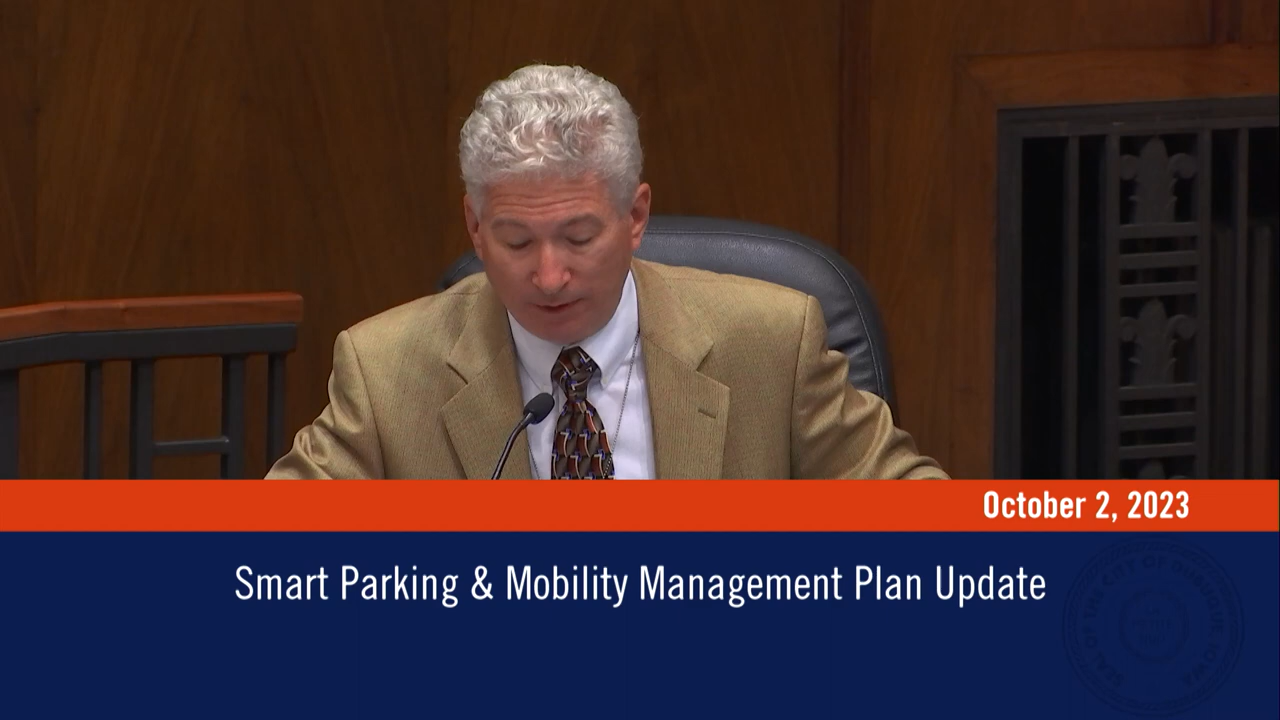 October 2, 2023
Smart Parking & Mobility Management Plan Update